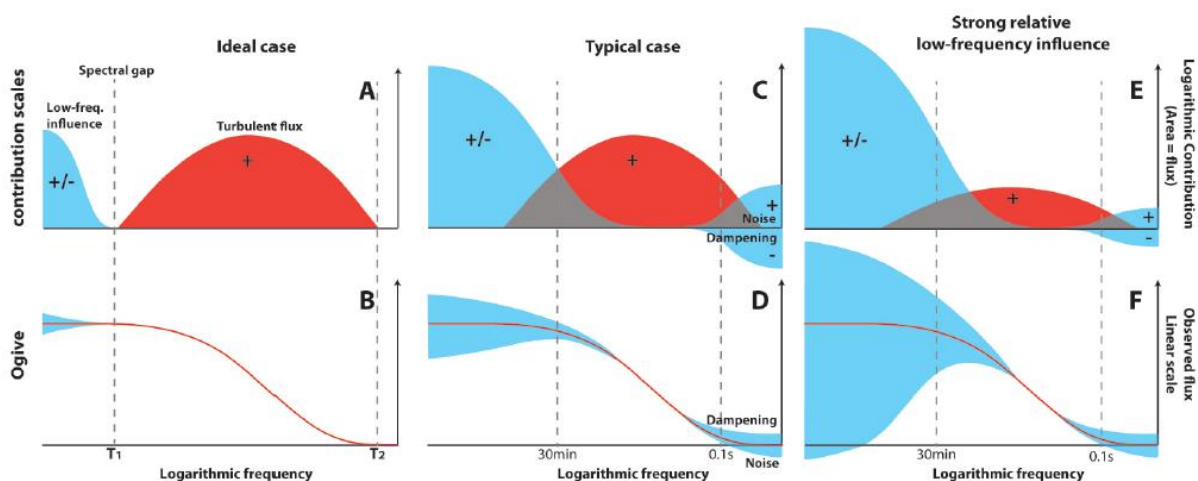 Ideal case
Typical case
Strong relative
low-frequency influence
contribution scales
Spectral gap
Low-freq.
influence
+/-
Turbulent flux
+
A
+/-
+
+
Noise
Dampening
-
C
+/-
+
+
-
E
Logarithmic Contribution
(Area = flux)
Ogive
B
T1
T2
Logarithmic frequency
D
Dampening
Noise
30min
0.1s
Logarithmic frequency
F
30min
0.1s
Logarithmic frequency
Observed flux
Linear scale